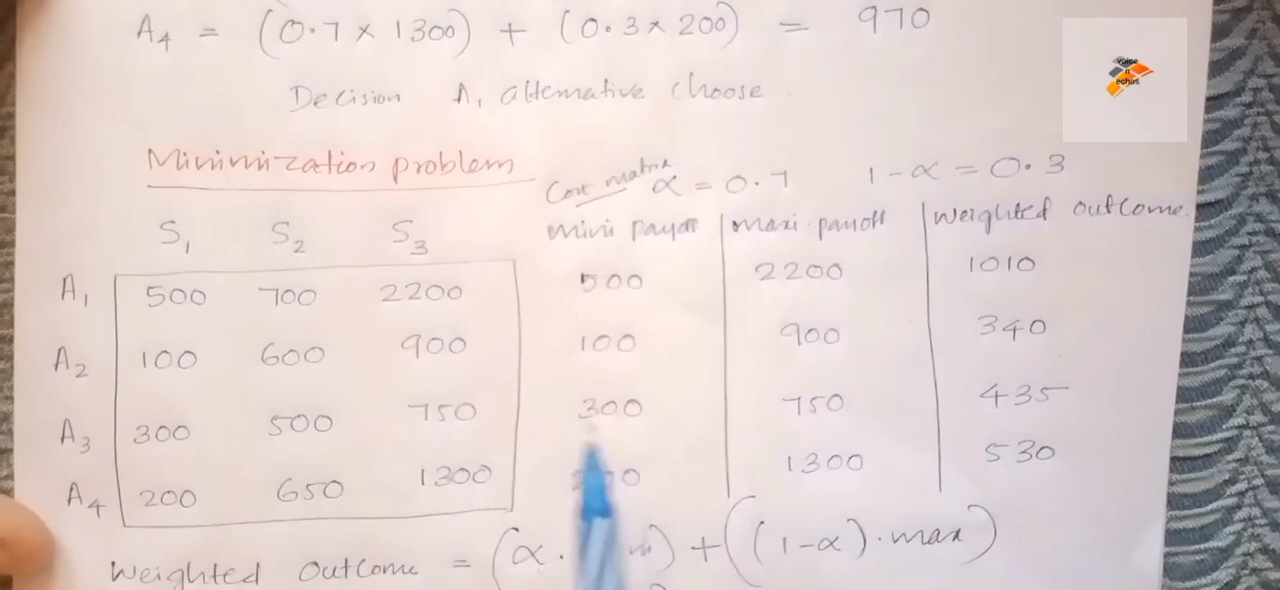 A4 = (0.7 x 1300) + (0.3 x 200) = 970
voice
n
echos
Decision A1 alternative choose
Minimization problem
Cost matrix
α = 0.7 1-α = 0.3
S1 S2 S3 mini payoff maxi payoff weighted outcome
A1 500 700 2200 500 2200 1010
A2 100 600 900 100 900 340
A3 300 500 750 300 750 435
A4 200 650 1300 1300 530
Weighted outcome = (α. ) + ((1-α).max)